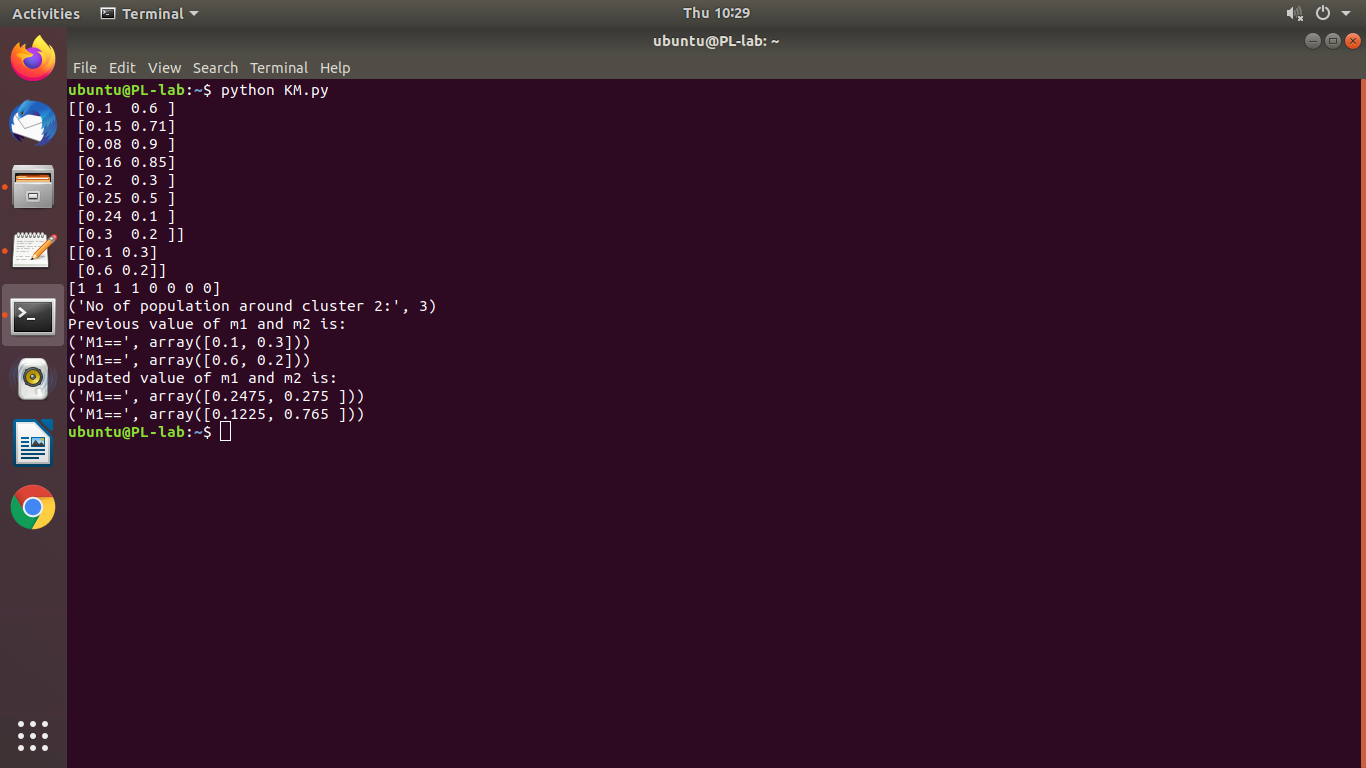 Activities
Terminal
Thu 10:29
ubuntu@PL-lab: ~
File Edit View Search Terminal Help
ubuntu@PL-lab:~$ python KM.py
[[0.1  0.6 ]
 [0.15 0.71]
 [0.08 0.9 ]
 [0.16 0.85]
 [0.2  0.3 ]
 [0.25 0.5 ]
 [0.24 0.1 ]
 [0.3  0.2 ]]
[[0.1 0.3]
 [0.6 0.2]]
[1 1 1 1 0 0 0 0]
('No of population around cluster 2:', 3)
Previous value of m1 and m2 is:
('M1==', array([0.1, 0.3]))
('M1==', array([0.6, 0.2]))
updated value of m1 and m2 is:
('M1==', array([0.2475, 0.275 ]))
('M1==', array([0.1225, 0.765 ]))
ubuntu@PL-lab:~$